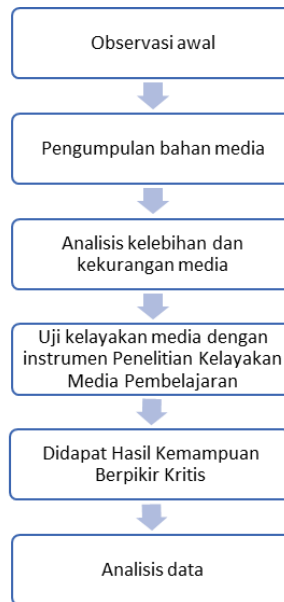 Observasi awal
Pengumpulan bahan media
Analisis kelebihan dan
kekurangan media
Uji kelayakan media dengan
instrumen Penelitian Kelayakan
Media Pembelajaran
Didapat Hasil Kemampuan
Berpikir Kritis
Analisis data